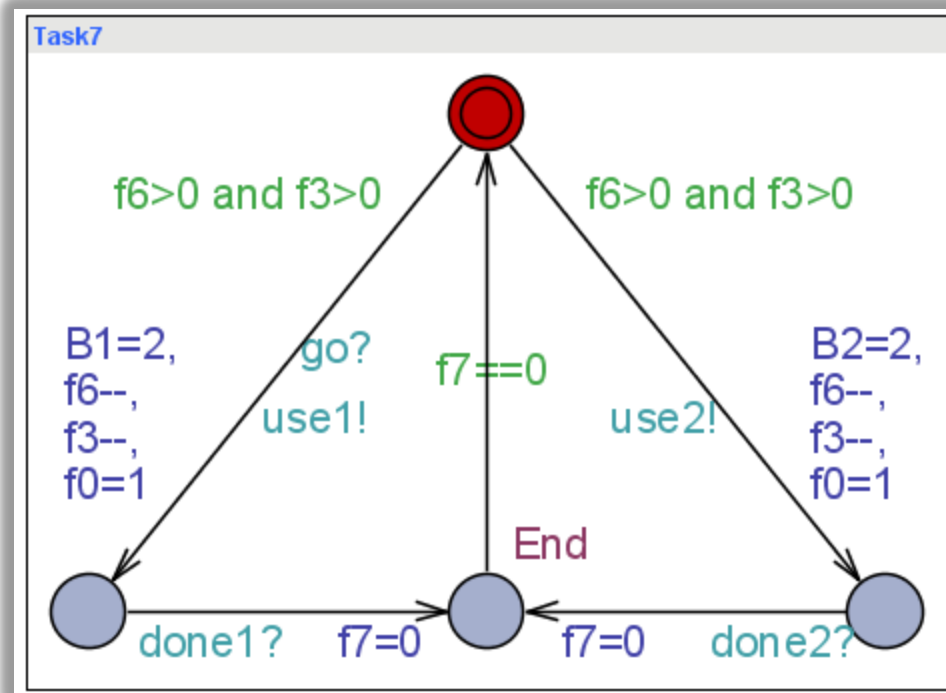 Task7
f6>0 and f3>0
f6>0 and f3>0
B1=2,
f6--,
f3--,
f0=1
go?
use1!
f7==0
use2!
B2=2,
f6--,
f3--,
f0=1
End
done1?
f7=0
f7=0
done2?